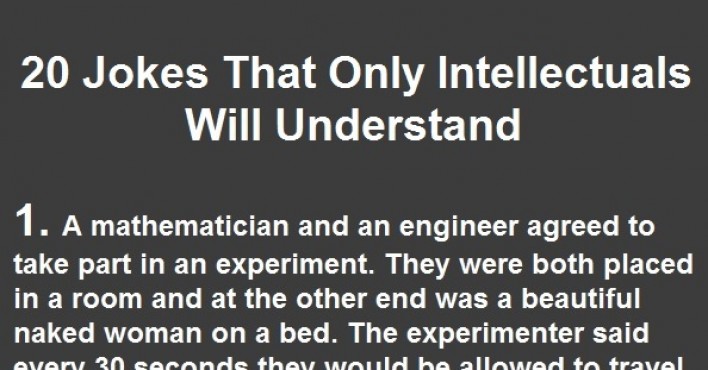 20 Jokes That Only Intellectuals
Will Understand
1. A mathematician and an engineer agreed to
take part in an experiment. They were both placed
in a room and at the other end was a beautiful
naked woman on a bed. The experimenter said
every 30 seconds they would be allowed to travel